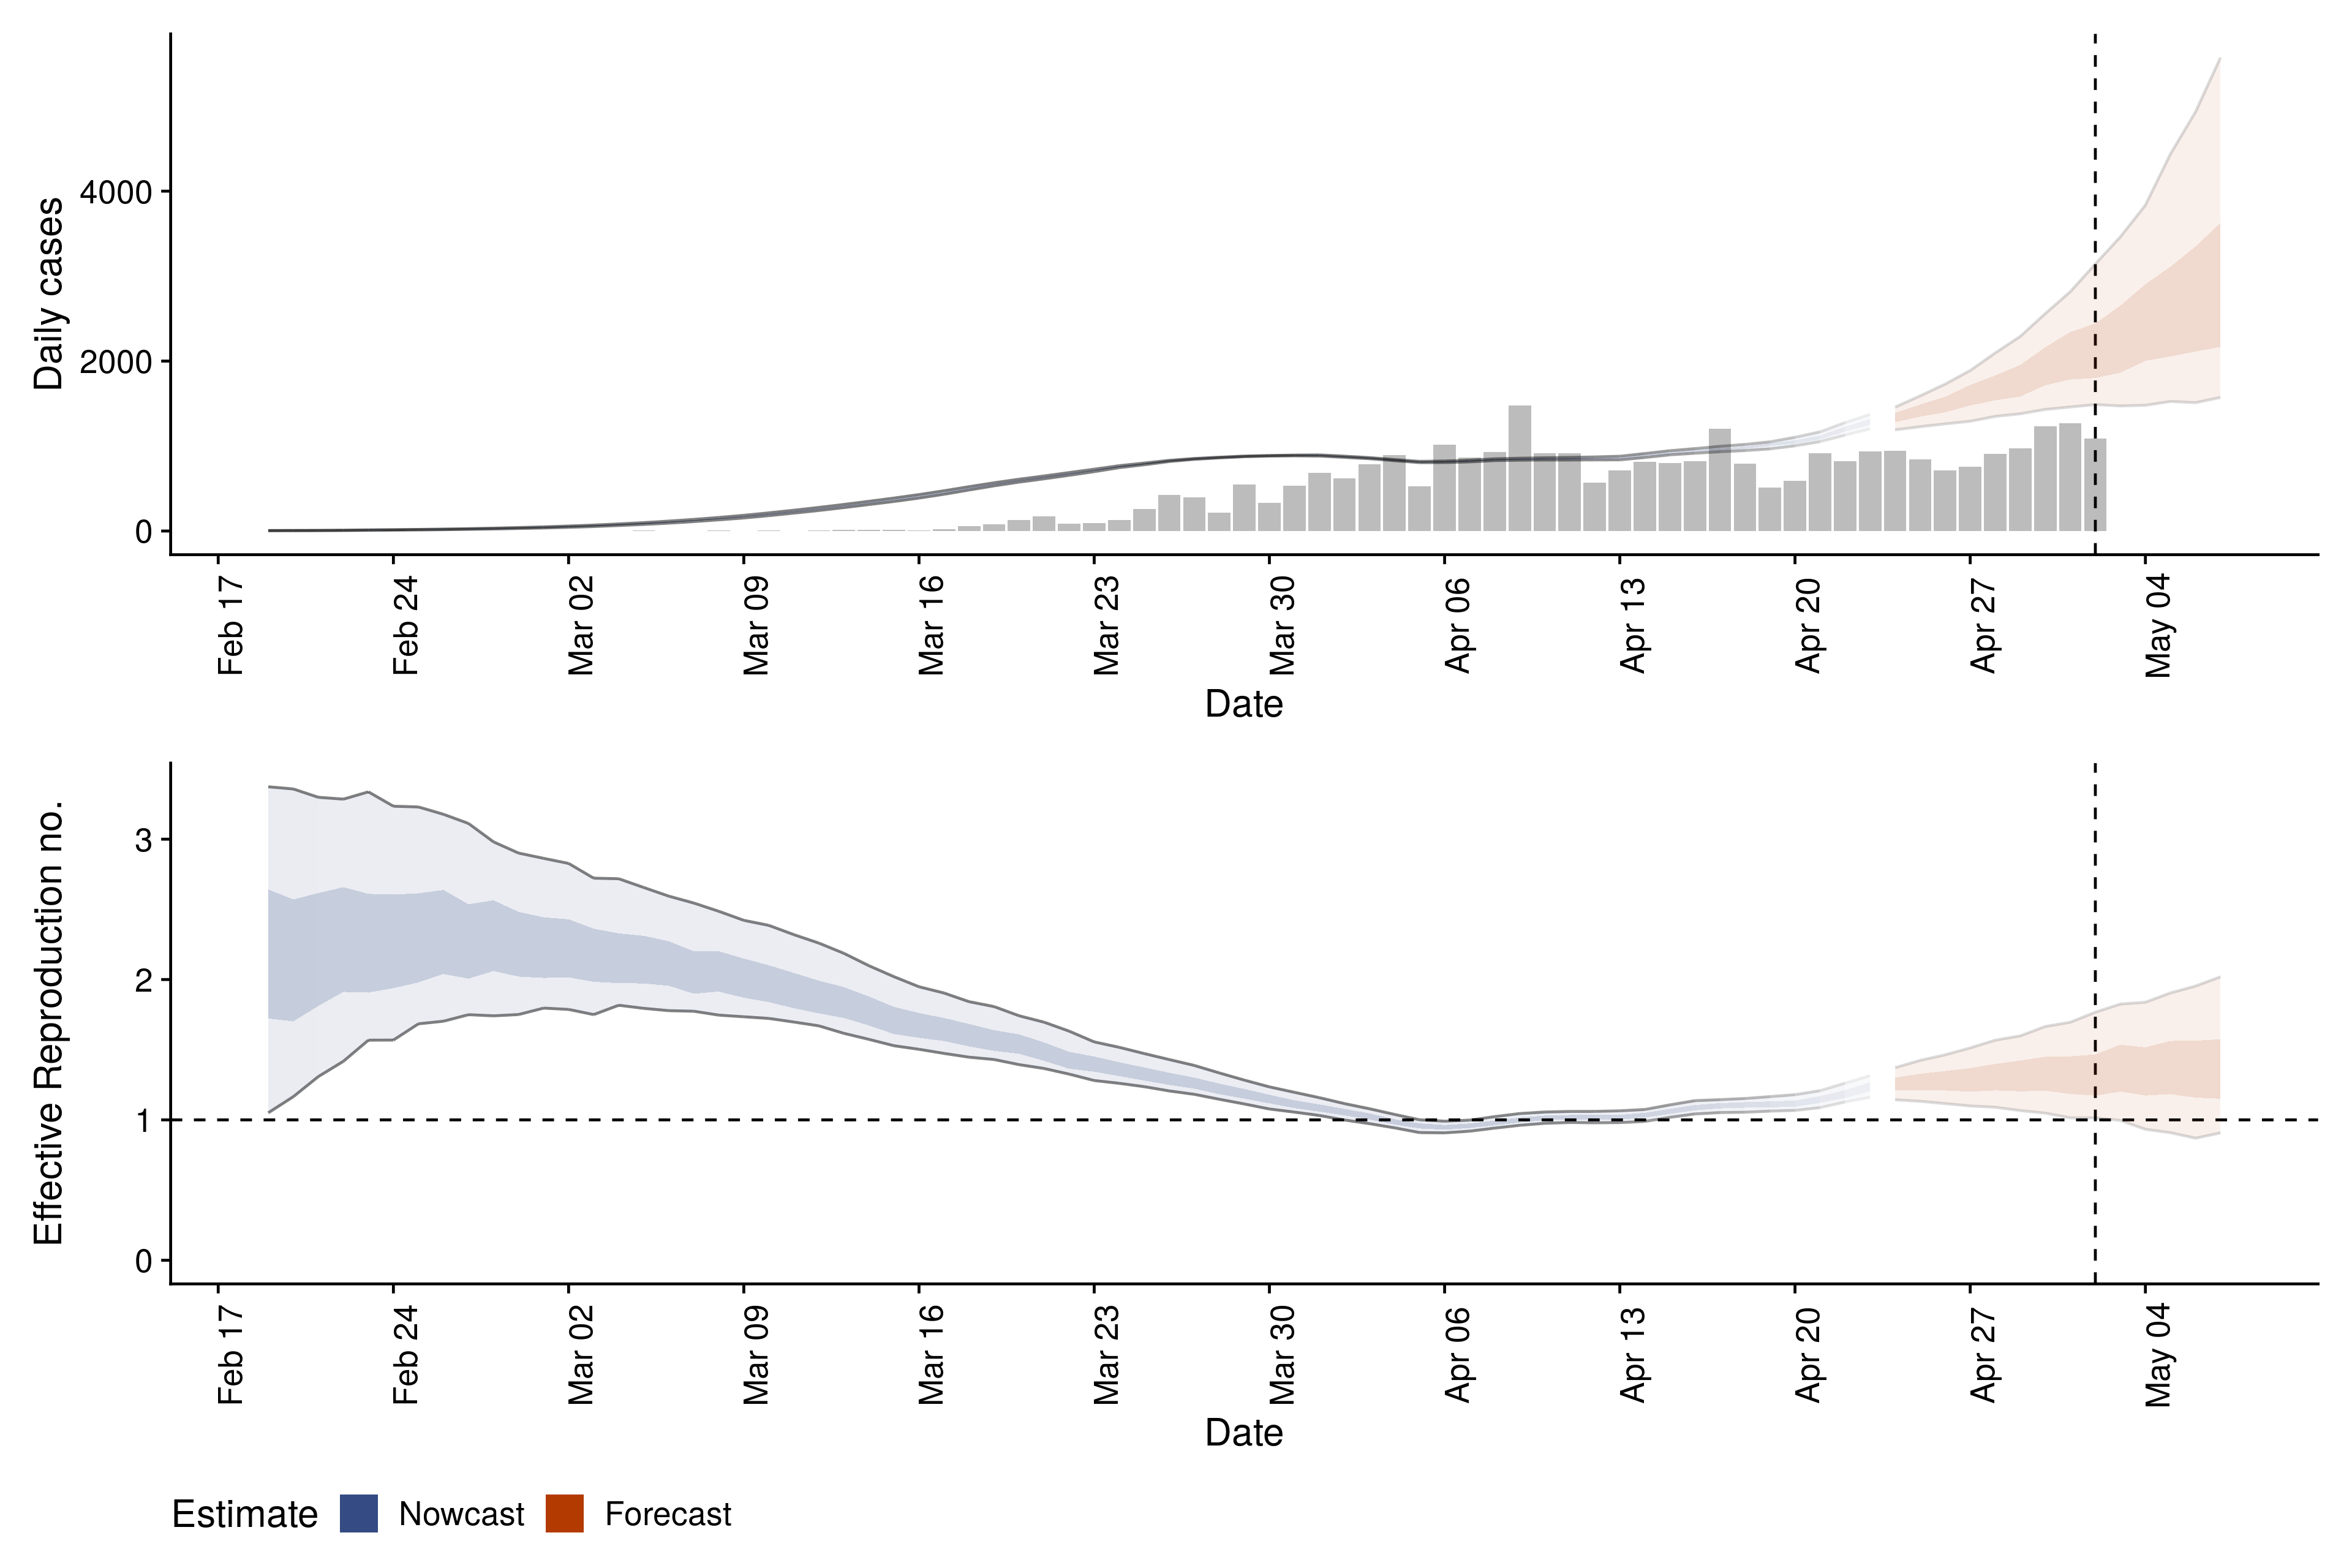 Daily cases
4000
2000
0
Feb 17
Feb 24
Mar 02
Mar 09
Mar 16
Mar 23
Mar 30
Apr 06
Apr 13
Apr 20
Apr 27
May 04
Date
Effective Reproduction no.
3
2
1
0
Feb 17
Feb 24
Mar 02
Mar 09
Mar 16
Mar 23
Mar 30
Apr 06
Apr 13
Apr 20
Apr 27
May 04
Date
Estimate Nowcast Forecast